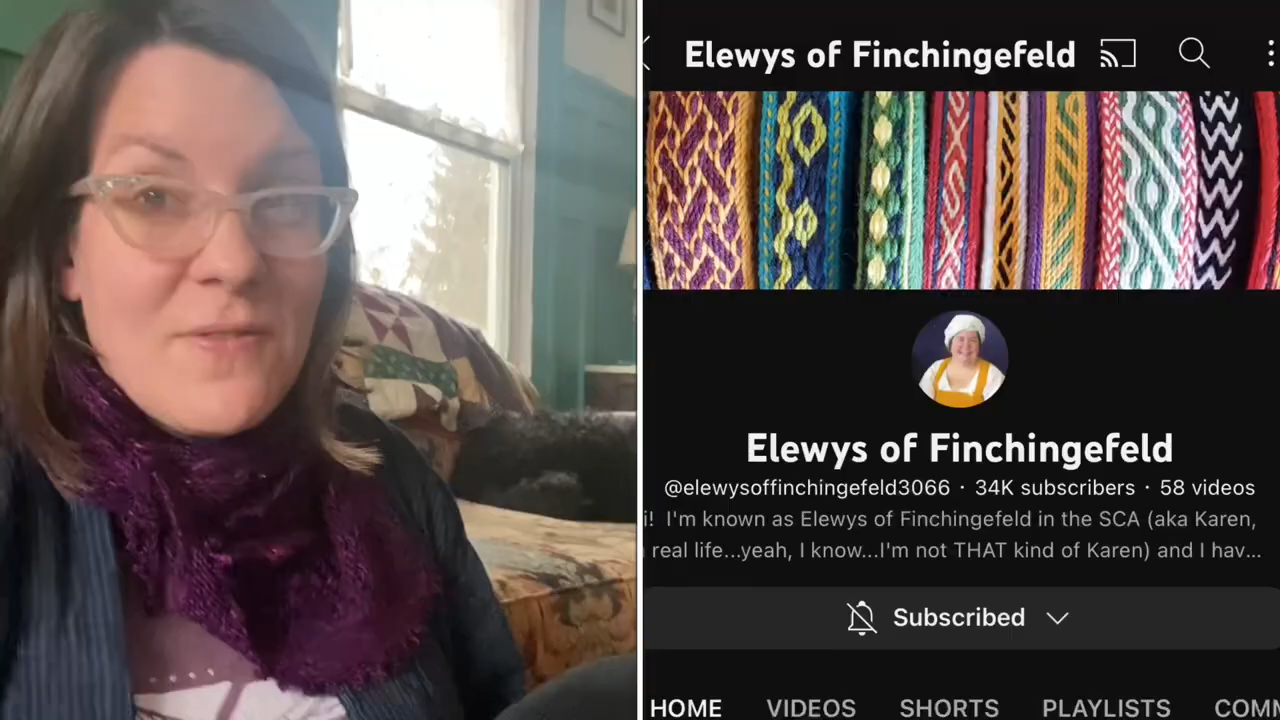 Elewys of Finchingefeld
Elewys of Finchingefeld
@elewysoffinchingefeld3066 · 34K subscribers · 58 videos
i! I'm known as Elewys of Finchingefeld in the SCA (aka Karen,
real life...yeah, I know...I'm not THAT kind of Karen) and I hav...
Subscribed
HOME VIDEOS SHORTS PLAYLISTS